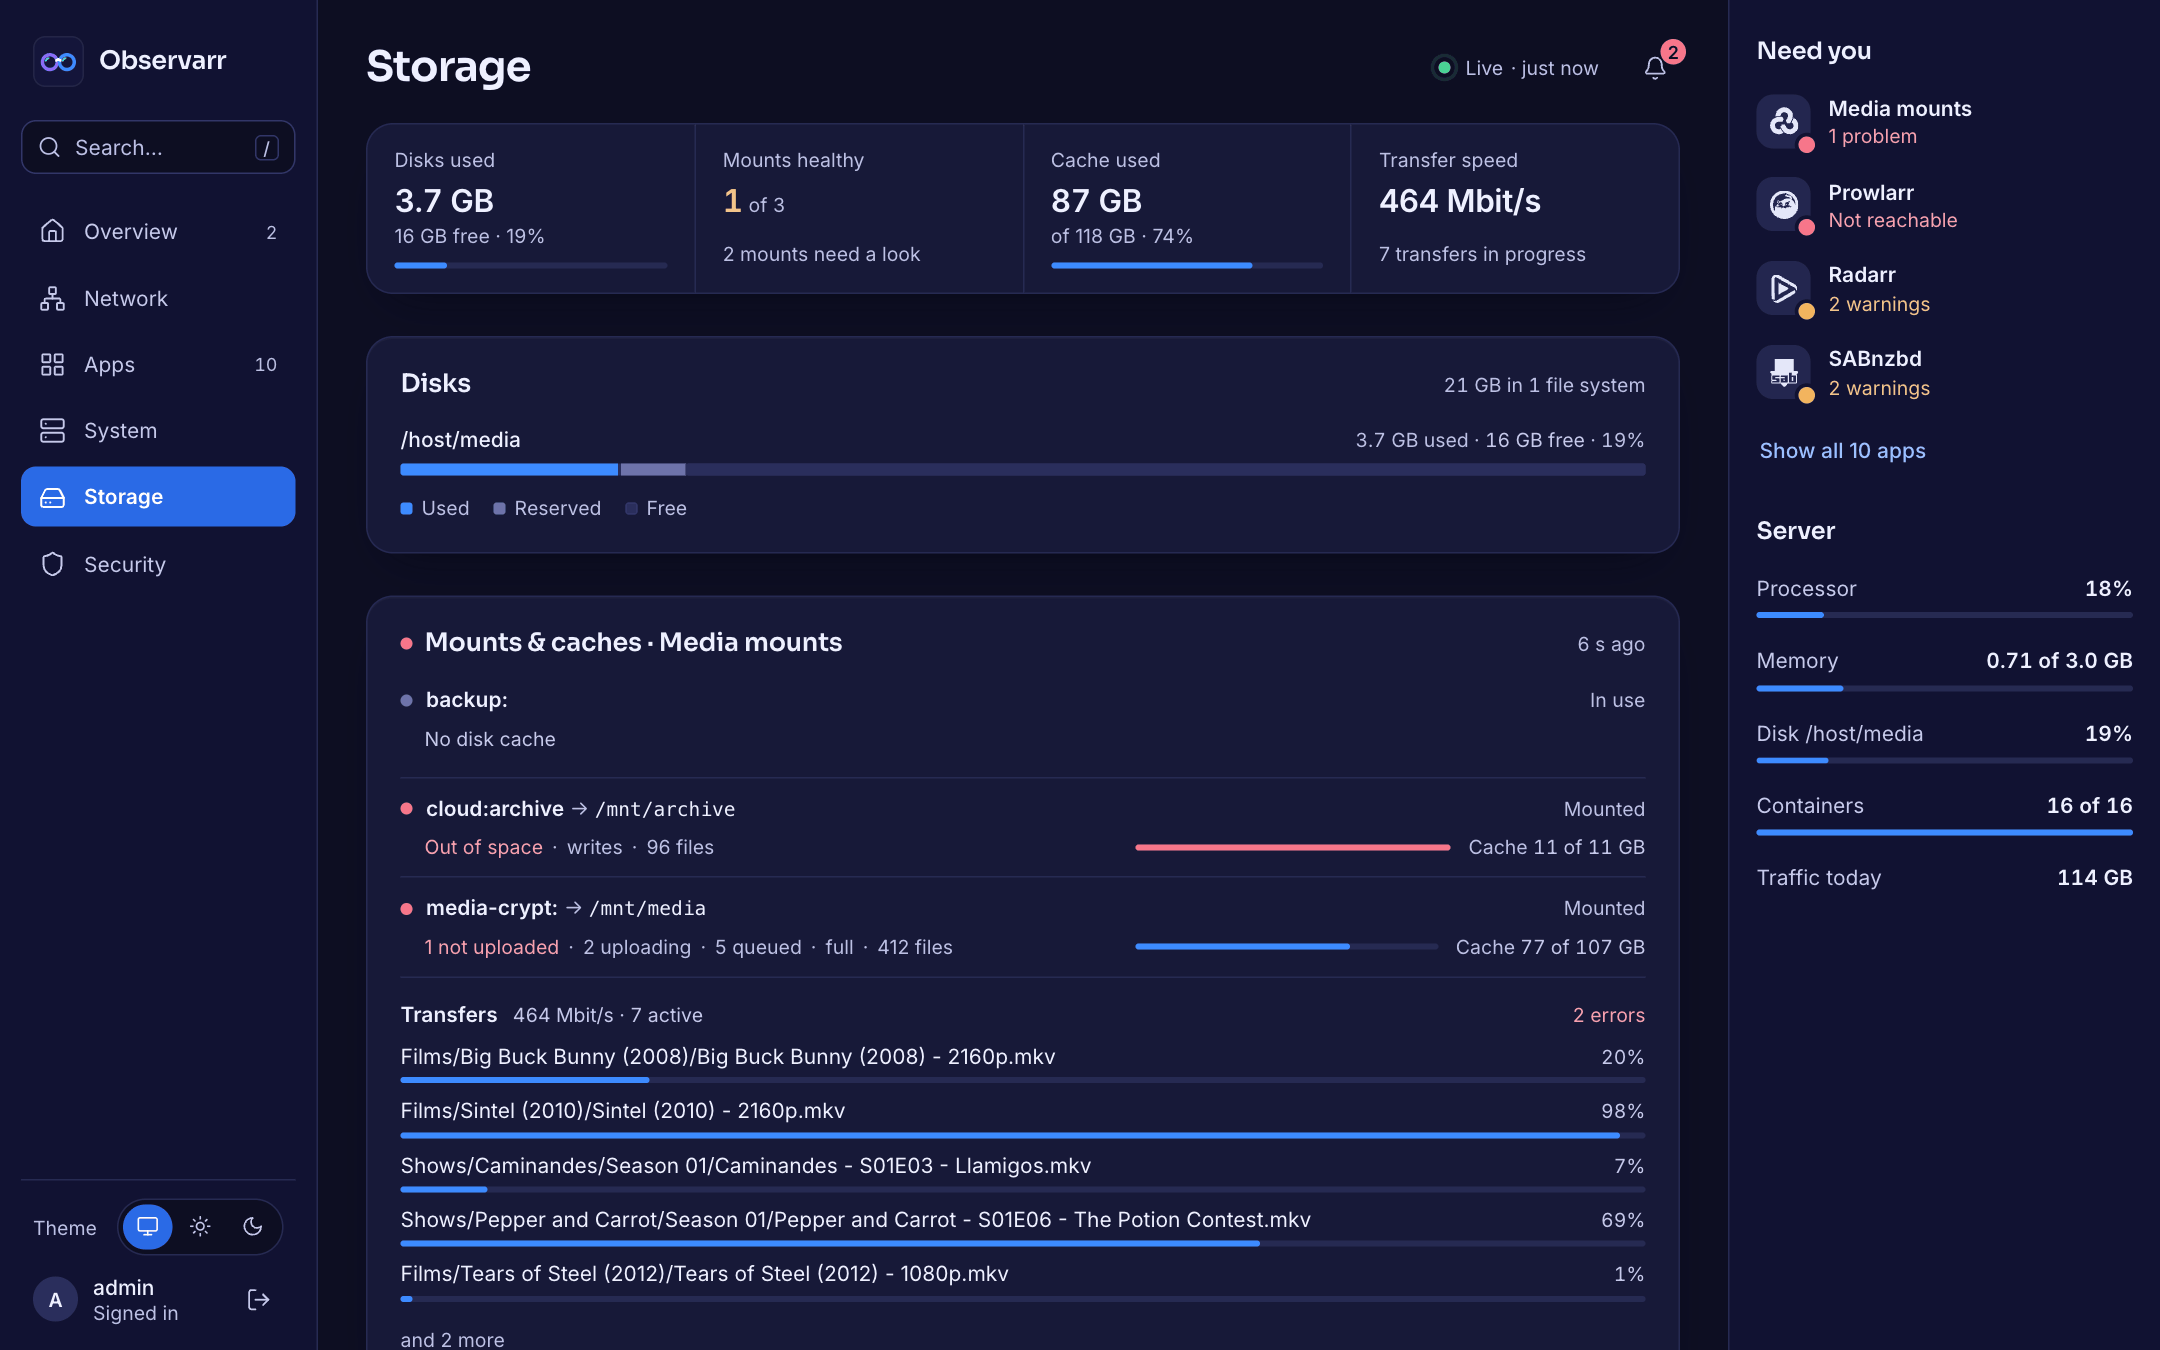 Observarr
Search...
/
Overview 2
Network
Apps 10
System
Storage
Security
Theme
A
admin
Signed in
Storage
Live · just now
2
Disks used
3.7 GB
16 GB free · 19%
Mounts healthy
1 of 3
2 mounts need a look
Cache used
87 GB
of 118 GB · 74%
Transfer speed
464 Mbit/s
7 transfers in progress
Disks
21 GB in 1 file system
/host/media
3.7 GB used · 16 GB free · 19%
Used Reserved Free
Mounts & caches · Media mounts
6 s ago
backup:
In use
No disk cache
cloud:archive → /mnt/archive
Mounted
Out of space · writes · 96 files
Cache 11 of 11 GB
media-crypt: → /mnt/media
Mounted
1 not uploaded · 2 uploading · 5 queued · full · 412 files
Cache 77 of 107 GB
Transfers 464 Mbit/s · 7 active
2 errors
Films/Big Buck Bunny (2008)/Big Buck Bunny (2008) - 2160p.mkv 20%
Films/Sintel (2010)/Sintel (2010) - 2160p.mkv 98%
Shows/Caminandes/Season 01/Caminandes - S01E03 - Llamigos.mkv 7%
Shows/Pepper and Carrot/Season 01/Pepper and Carrot - S01E06 - The Potion Contest.mkv 69%
Films/Tears of Steel (2012)/Tears of Steel (2012) - 1080p.mkv 1%
and 2 more
Need you
Media mounts
1 problem
Prowlarr
Not reachable
Radarr
2 warnings
sab
SABnzbd
2 warnings
Show all 10 apps
Server
Processor 18%
Memory 0.71 of 3.0 GB
Disk /host/media 19%
Containers 16 of 16
Traffic today 114 GB